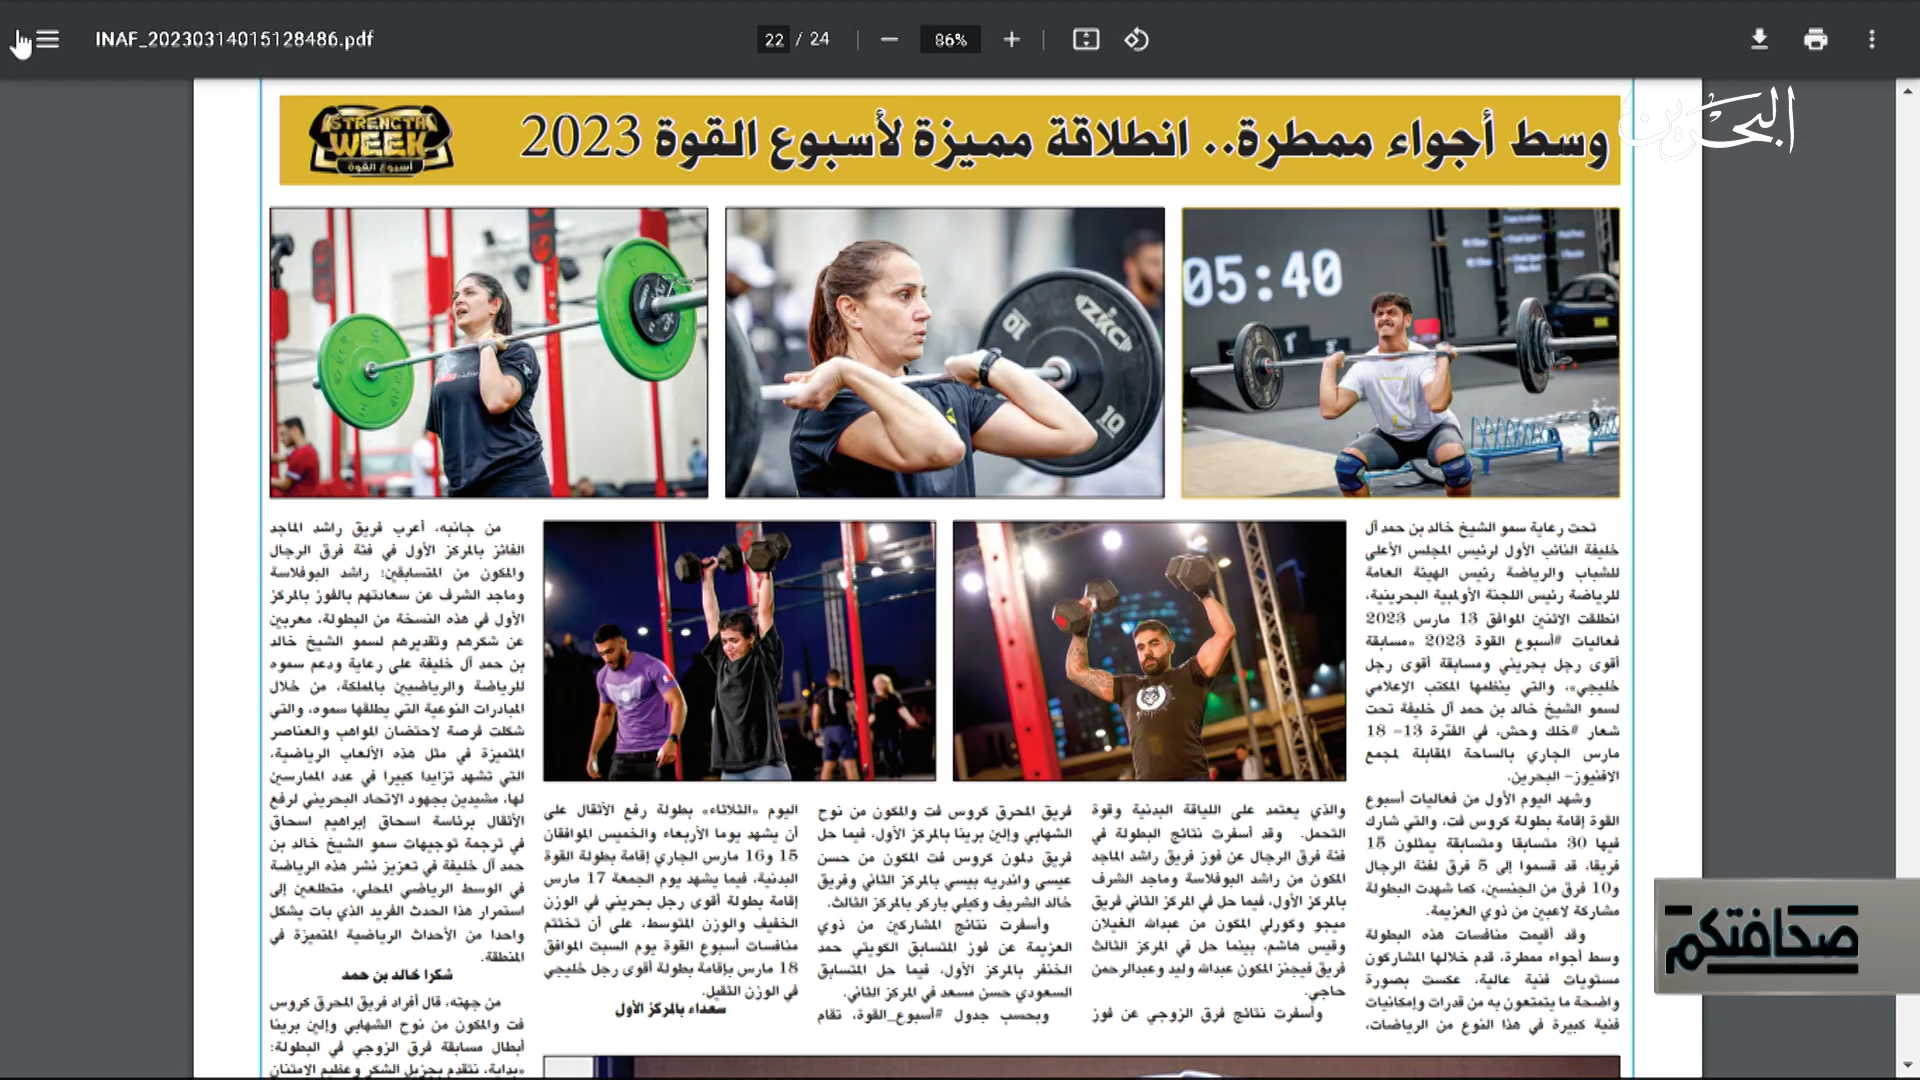 INAF_20230314015128486.pdf
22 / 24
86%
البحرين
وسط أجواء ممطرة.. انطلاقة مميزة لأسبوع القوة 2023
STRENGTH
WEEK
أسبوع القوة
05:40
10
ZKC
10
تحت رعاية سمو الشيخ خالد بن حمد آل
خليفة النائب الأول لرئيس المجلس الأعلى
للشباب والرياضة رئيس الهيئة العامة
للرياضة رئيس اللجنة الأولمبية البحرينية،
انطلقت الاثنين الموافق 13 مارس 2023
فعاليات #أسبوع القوة 2023 «مسابقة
أقوى رجل بحريني ومسابقة أقوى رجل
خليجي»، والتي ينظمها المكتب الإعلامي
لسمو الشيخ خالد بن حمد آل خليفة تحت
شعار #خلك وحش، في الفترة 13- 18
مارس الجاري بالساحة المقابلة لمجمع
الافنيوز- البحرين.
وشهد اليوم الأول من فعاليات أسبوع
القوة إقامة بطولة كروس فت، والتي شارك
فيها 30 متسابقا ومتسابقة يمثلون 15
فريقا، قد قسموا إلى 5 فرق لفئة الرجال
و10 فرق من الجنسين، كما شهدت البطولة
مشاركة لاعبين من ذوي العزيمة.
وقد أقيمت منافسات هذه البطولة
وسط أجواء ممطرة، قدم خلالها المشاركون
مستويات فنية عالية، عكست بصورة
واضحة ما يتمتعون به من قدرات وإمكانيات
فنية كبيرة في هذا النوع من الرياضات،
والذي يعتمد على اللياقة البدنية وقوة
التحمل. وقد أسفرت نتائج البطولة في
فئة فرق الرجال عن فوز فريق راشد الماجد
المكون من راشد البوفلاسة وماجد الشرف
بالمركز الأول، فيما حل في المركز الثاني فريق
ميجو وكورلي المكون من عبدالله الغيلان
وقيس هاشم، بينما حل في المركز الثالث
فريق فيجنز المكون عبدالله وليد وعبدالرحمن
حاجي.
وأسفرت نتائج فرق الزوجي عن فوز
فريق المحرق كروس فت والمكون من نوح
الشهابي وإلين برينا بالمركز الأول، فيما حل
فريق دلمون كروس فت المكون من حسن
عيسى واندريه بيسي بالمركز الثاني وفريق
خالد الشريف وكيلي باركر بالمركز الثالث.
وأسفرت نتائج المشاركين من ذوي
العزيمة عن فوز المتسابق الكويتي حمد
الخنفر بالمركز الأول، فيما حل المتسابق
السعودي حسن مسعد في المركز الثاني.
وبحسب جدول #أسبوع_القوة، تقام
اليوم «الثلاثاء» بطولة رفع الأثقال على
أن يشهد يوما الأربعاء والخميس الموافقان
15 و16 مارس الجاري إقامة بطولة القوة
البدنية، فيما يشهد يوم الجمعة 17 مارس
إقامة بطولة أقوى رجل بحريني في الوزن
الخفيف والوزن المتوسط، على أن تختتم
منافسات أسبوع القوة يوم السبت الموافق
18 مارس بإقامة بطولة أقوى رجل خليجي
في الوزن الثقيل.
سعداء بالمركز الأول
من جانبه، أعرب فريق راشد الماجد
الفائز بالمركز الأول في فئة فرق الرجال
والمكون من المتسابقين: راشد البوفلاسة
وماجد الشرف عن سعادتهم بالفوز بالمركز
الأول في هذه النسخة من البطولة، معربين
عن شكرهم وتقديرهم لسمو الشيخ خالد
بن حمد آل خليفة على رعاية ودعم سموه
للرياضة والرياضيين بالمملكة، من خلال
المبادرات النوعية التي يطلقها سموه، والتي
شكلت فرصة لاحتضان المواهب والعناصر
المتميزة في مثل هذه الألعاب الرياضية،
التي تشهد تزايدا كبيرا في عدد الممارسين
لها، مشيدين بجهود الاتحاد البحريني لرفع
الأثقال برئاسة اسحاق إبراهيم اسحاق
في ترجمة توجيهات سمو الشيخ خالد بن
حمد آل خليفة في تعزيز نشر هذه الرياضة
في الوسط الرياضي المحلي، متطلعين إلى
استمرار هذا الحدث الفريد الذي بات يشكل
واحدا من الأحداث الرياضية المتميزة في
المنطقة.
شكرا خالد بن حمد
من جهته، قال أفراد فريق المحرق كروس
فت والمكون من نوح الشهابي وإلين برينا
أبطال مسابقة فرق الزوجي في البطولة:
«بداية، نتقدم بجزيل الشكر وعظيم الامتنان
صحافتكم